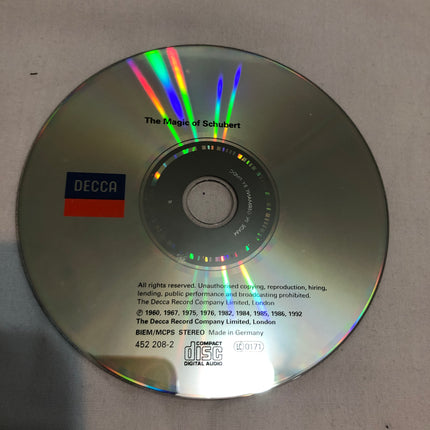 The Magic of Schubert
DECCA
All rights reserved. Unauthorised copying, reproduction, hiring,
lending, public performance and broadcasting prohibited.
The Decca Record Company Limited, London
℗ 1960, 1967, 1975, 1976, 1982, 1984, 1985, 1986, 1992
The Decca Record Company Limited, London
BIEM/MCPS STEREO Made in Germany
452 208-2
COMPACT
disc
DIGITAL AUDIO
LC 0171